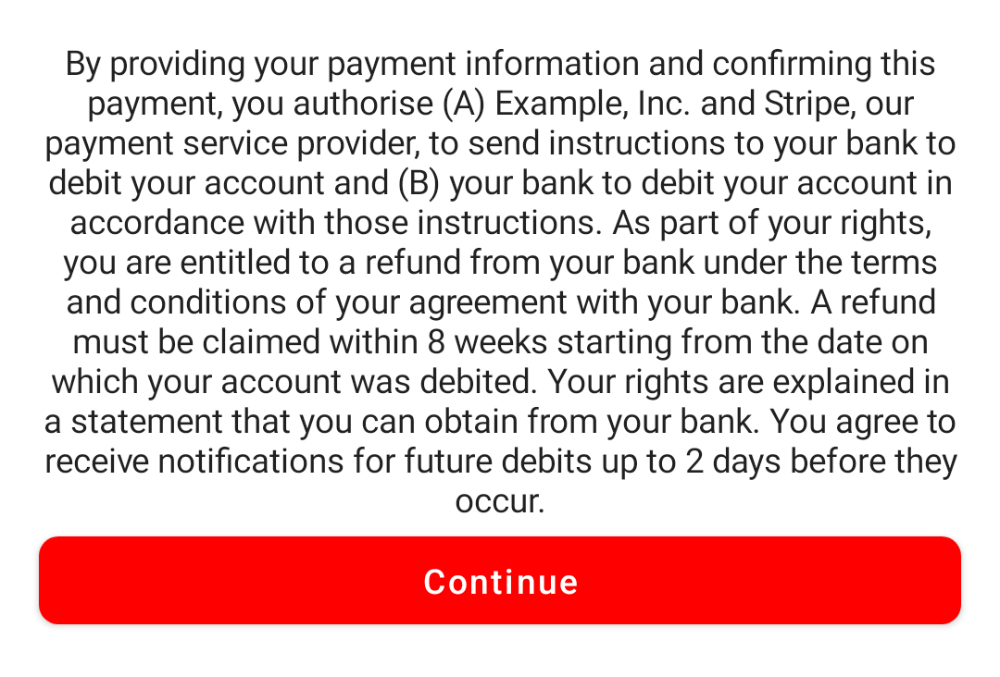 By providing your payment information and confirming this
payment, you authorise (A) Example, Inc. and Stripe, our
payment service provider, to send instructions to your bank to
debit your account and (B) your bank to debit your account in
accordance with those instructions. As part of your rights,
you are entitled to a refund from your bank under the terms
and conditions of your agreement with your bank. A refund
must be claimed within 8 weeks starting from the date on
which your account was debited. Your rights are explained in
a statement that you can obtain from your bank. You agree to
receive notifications for future debits up to 2 days before they
occur.
Continue